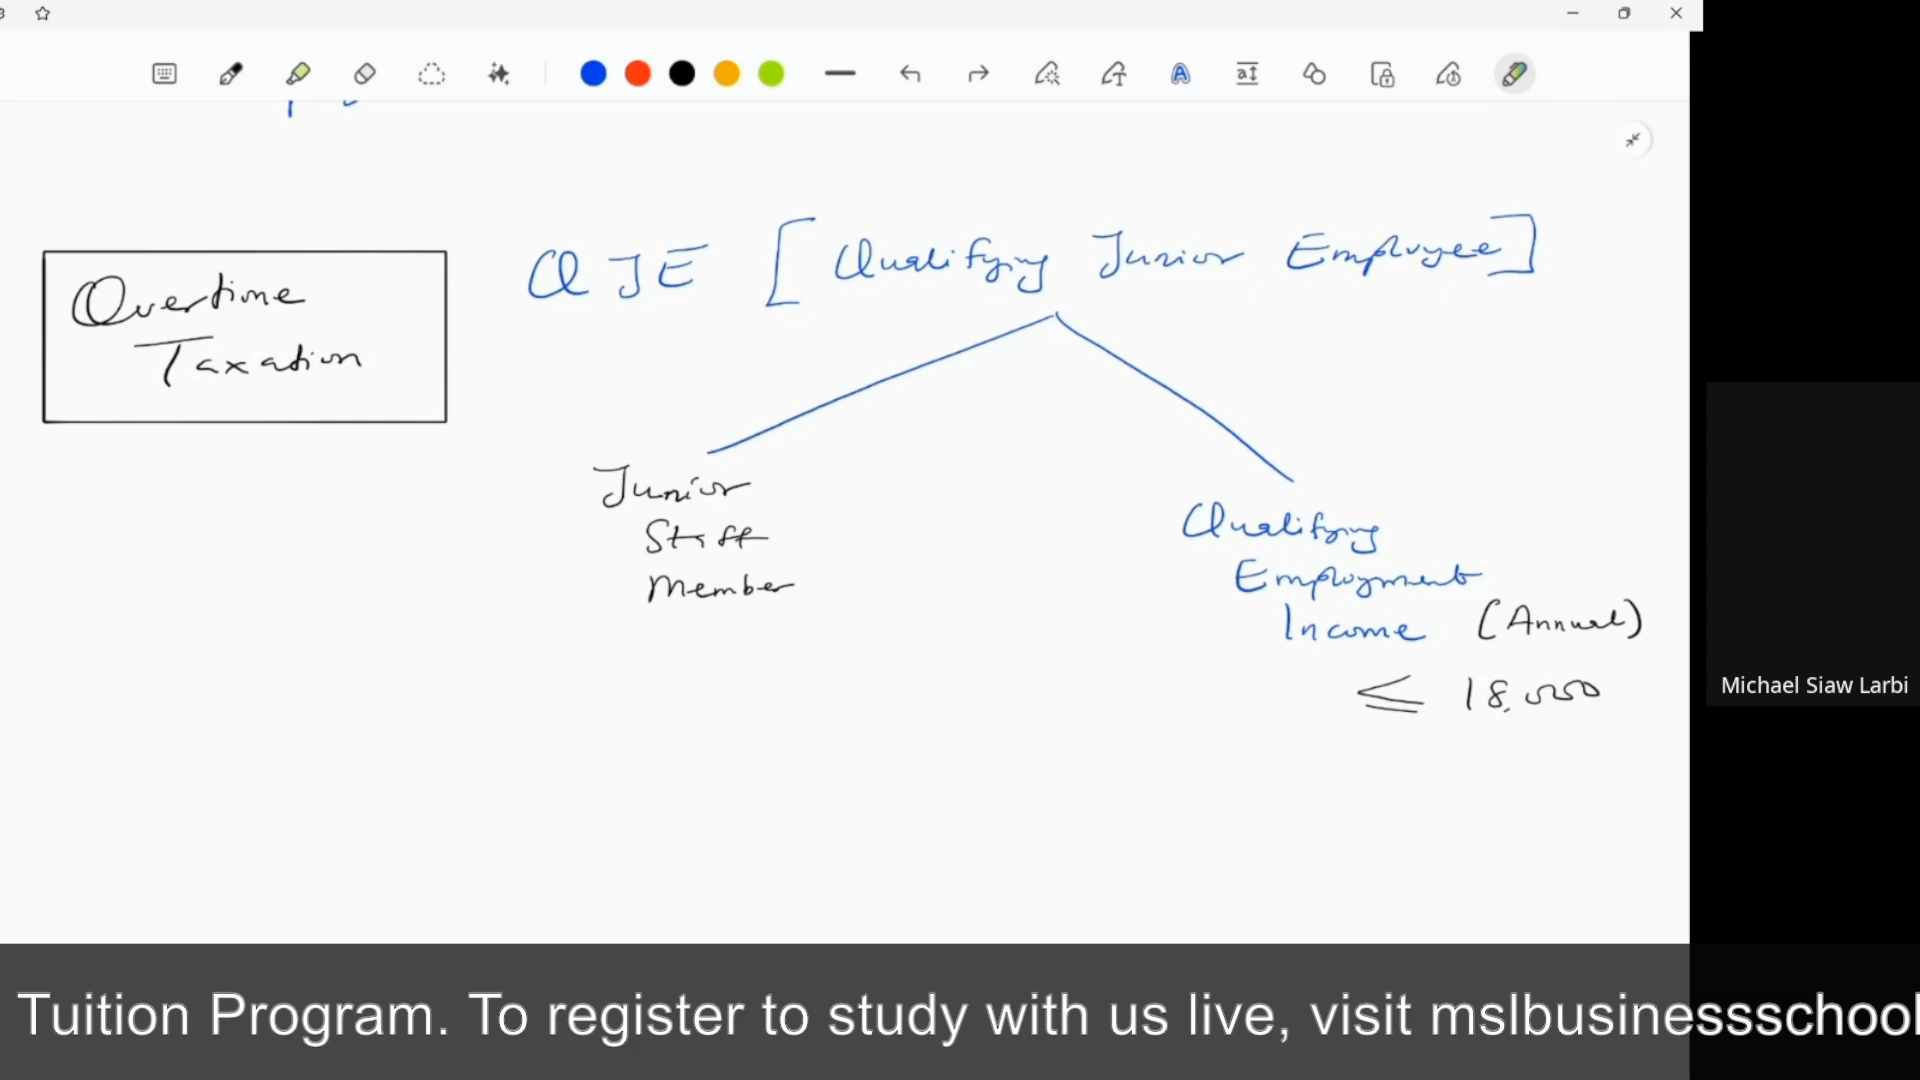 Overtime
Taxation
QJE [Qualifying Junior Employee]
Junior
Staff
Member
Qualifying
Employment
Income (Annual)
≤ 18,000
Michael Siaw Larbi
Tuition Program. To register to study with us live, visit mslbusinessschool